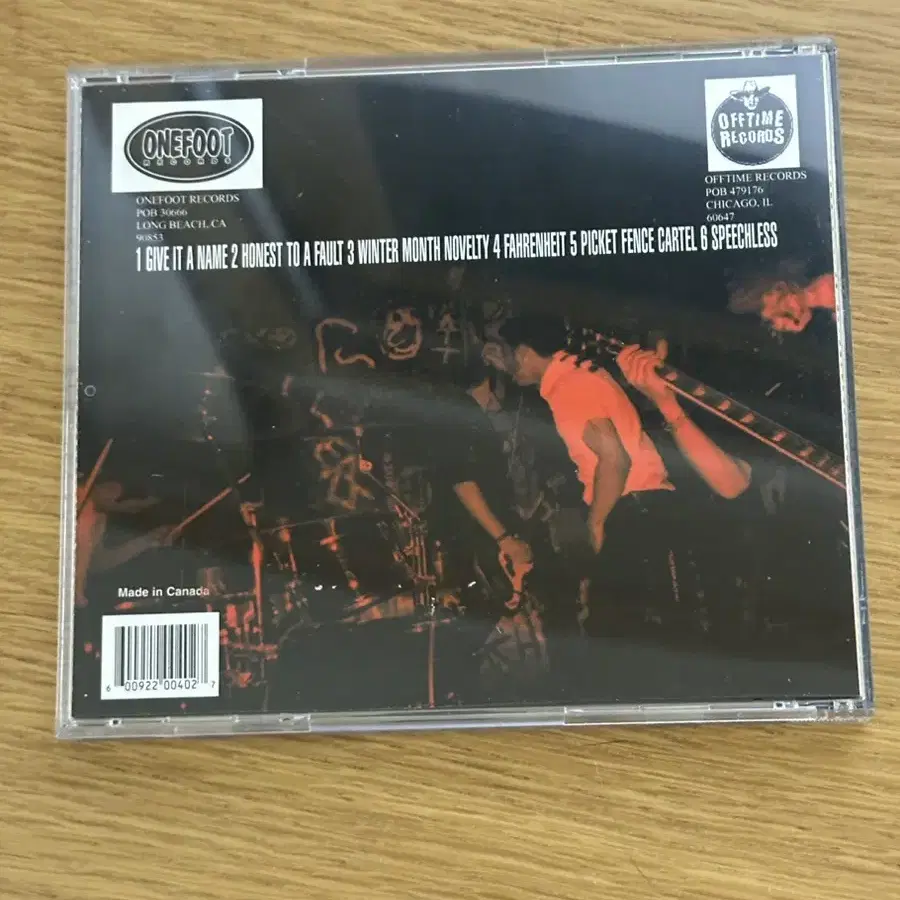 ONEFOOT
RECORDS
ONEFOOT RECORDS
POB 30666
LONG BEACH, CA
90853
OFFTIME
RECORDS
OFFTIME RECORDS
POB 479176
CHICAGO, IL
60647
1 GIVE IT A NAME 2 HONEST TO A FAULT 3 WINTER MONTH NOVELTY 4 FAHRENHEIT 5 PICKET FENCE CARTEL 6 SPEECHLESS
Made in Canada
6 00922 00402 7